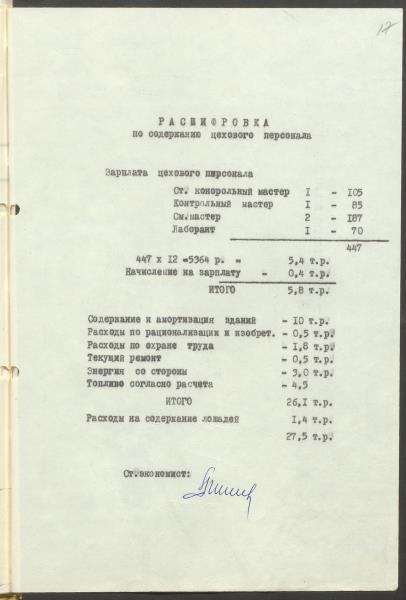 17
РАСШИФРОВКА
по содержанию цехового персонала
Зарплата цехового пирсонала
Ст. конорольный мастер I - I05
Контрольный мастер I - 85
См.мастер 2 - I87
Лаборант I - 70
447
447 x I2 =5364 р. = 5,4 т.р.
Начисление на зарплату - 0,4 т.р.
ИТОГО 5,8 т.р.
Содержание и амортизация зданий - IO т.р.
Расходы по рационализации и изобрет. - 0,5 т.р.
Расходы по охране труда - I,8 т.р.
Текущий ремонт - 0,5 т.р.
Энергия со стороны - 3,0 т.р.
Топливо согласно расчета - 4,5
ИТОГО 26,I т.р.
Расходы на содержание лошадей I,4 т.р.
27,5 т.р.
Ст.экономист: